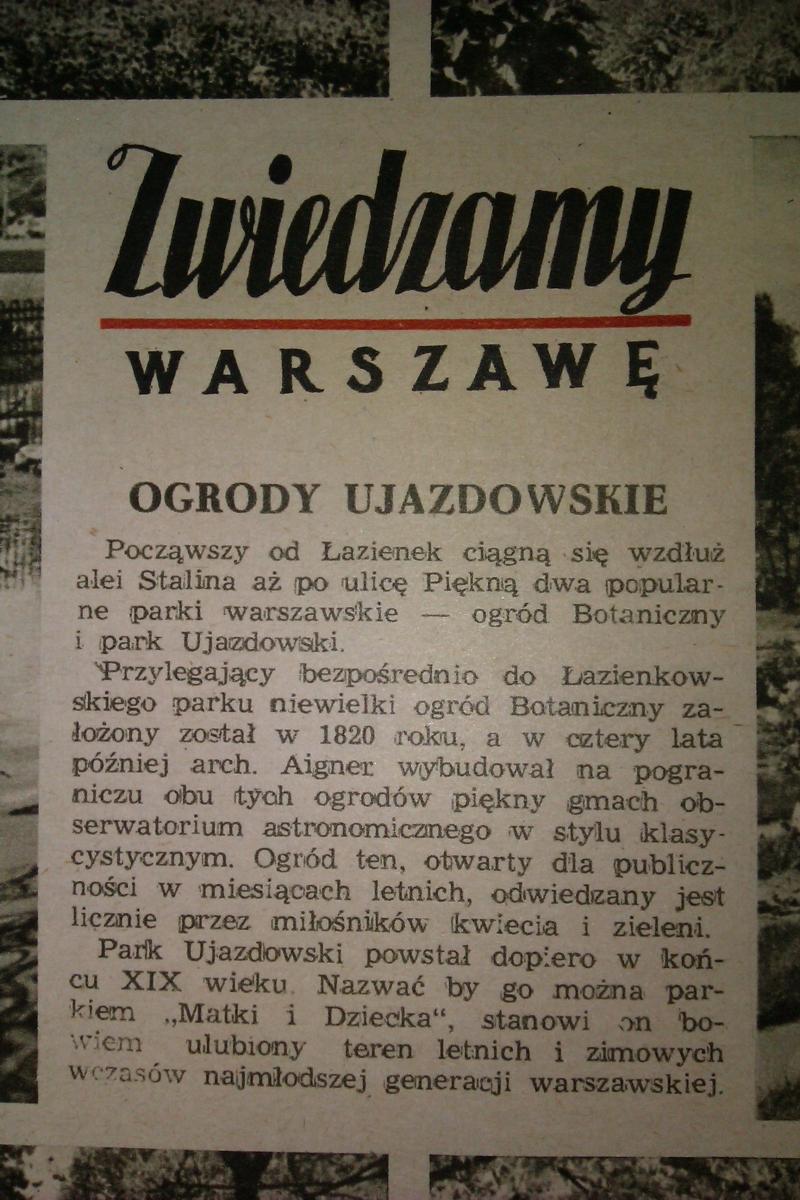 Zwiedzamy
WARSZAWĘ
OGRODY UJAZDOWSKIE
Począwszy od Łazienek ciągną się wzdłuż
alei Stalina aż po ulicę Piękną dwa popular-
ne parki warszawskie — ogród Botaniczny
i park Ujazdowski.
Przylegający bezpośrednio do Łazienkow-
skiego parku niewielki ogród Botaniczny za-
łożony został w 1820 roku, a w cztery lata
później arch. Aigner wybudował na pogra-
niczu obu tych ogrodów piękny gmach ob-
serwatorium astronomicznego w stylu klasy-
cystycznym. Ogród ten, otwarty dla publicz-
ności w miesiącach letnich, odwiedzany jest
licznie przez miłośników kwiecia i zieleni.
Park Ujazdowski powstał dopiero w koń-
cu XIX wieku. Nazwać by go można par-
kiem „Matki i Dziecka“, stanowi on bo-
wiem ulubiony teren letnich i zimowych
wczasów najmłodszej generacji warszawskiej.